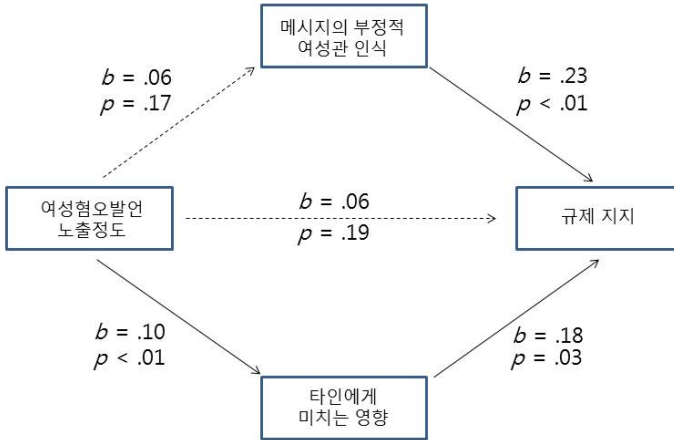 메시지의 부정적
여성관 인식
b = .06
p = .17
b = .23
p < .01
여성혐오발언
노출정도
b = .06
p = .19
규제 지지
b = .10
p < .01
b = .18
p = .03
타인에게
미치는 영향